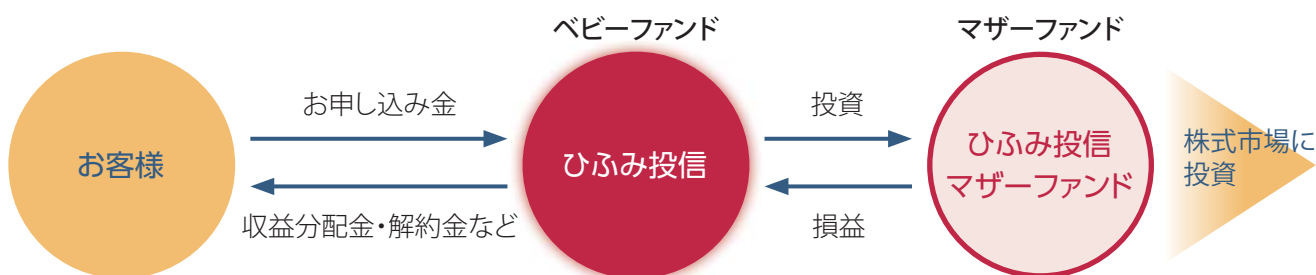 ベビーファンド
マザーファンド
お申し込み金
投資
お客様
ひふみ投信
ひふみ投信
マザーファンド
株式市場に
投資
収益分配金・解約金など
損益